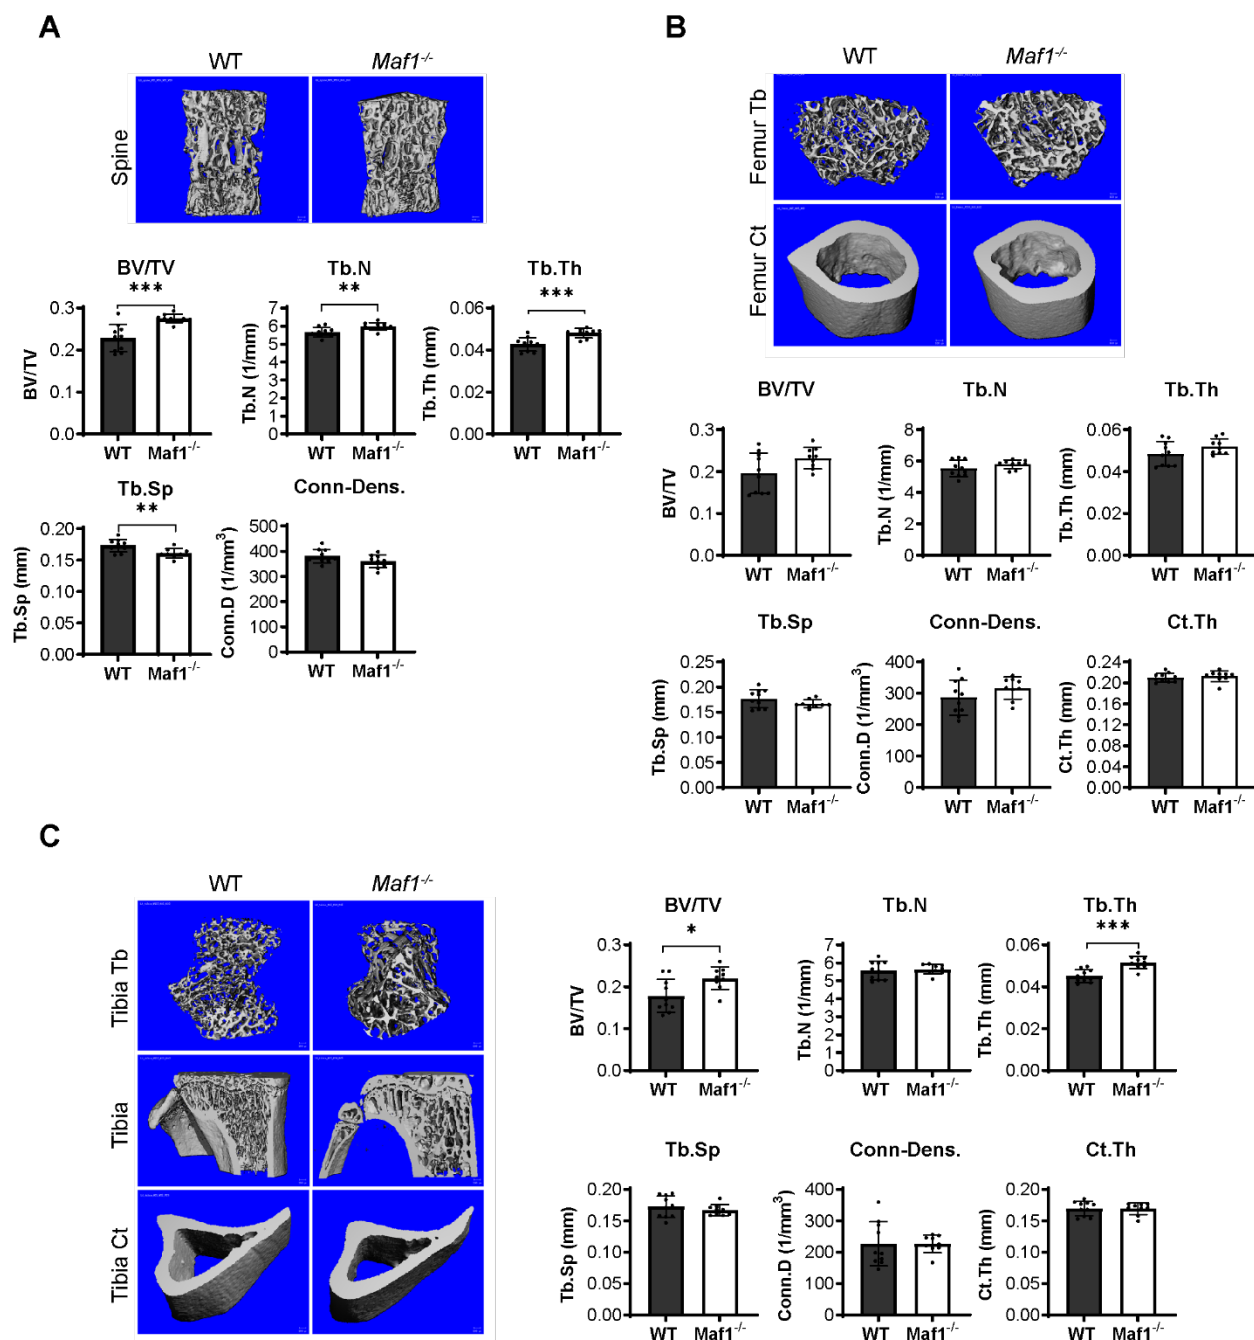 A
WT Maf1-/-
Spine
BV/TV
***
BV/TV
0.3
0.2
0.1
0.0
WT Maf1-/-
Tb.N
**
Tb.N (1/mm)
7
6
5
4
3
2
1
0
WT Maf1-/-
Tb.Th
***
Tb.Th (mm)
0.06
0.04
0.02
0.00
WT Maf1-/-
Tb.Sp
**
Tb.Sp (mm)
0.20
0.15
0.10
0.05
0.00
WT Maf1-/-
Conn-Dens.
Conn.D (1/mm3)
500
400
300
200
100
0
WT Maf1-/-
B
WT Maf1-/-
Femur Tb
Femur Ct
BV/TV
BV/TV
0.3
0.2
0.1
0.0
WT Maf1-/-
Tb.N
Tb.N (1/mm)
8
6
4
2
0
WT Maf1-/-
Tb.Th
Tb.Th (mm)
0.06
0.04
0.02
0.00
WT Maf1-/-
Tb.Sp
Tb.Sp (mm)
0.25
0.20
0.15
0.10
0.05
0.00
WT Maf1-/-
Conn-Dens.
Conn.D (1/mm3)
400
300
200
100
0
WT Maf1-/-
Ct.Th
Ct.Th (mm)
0.24
0.20
0.16
0.12
0.08
0.04
0.00
WT Maf1-/-
C
WT Maf1-/-
Tibia Tb
Tibia
Tibia Ct
BV/TV
*
BV/TV
0.3
0.2
0.1
0.0
WT Maf1-/-
Tb.N
Tb.N (1/mm)
7
6
5
4
3
2
1
0
WT Maf1-/-
Tb.Th
***
Tb.Th (mm)
0.06
0.04
0.02
0.00
WT Maf1-/-
Tb.Sp
Tb.Sp (mm)
0.20
0.15
0.10
0.05
0.00
WT Maf1-/-
Conn-Dens.
Conn.D (1/mm3)
400
300
200
100
0
WT Maf1-/-
Ct.Th
Ct.Th (mm)
0.20
0.15
0.10
0.05
0.00
WT Maf1-/-